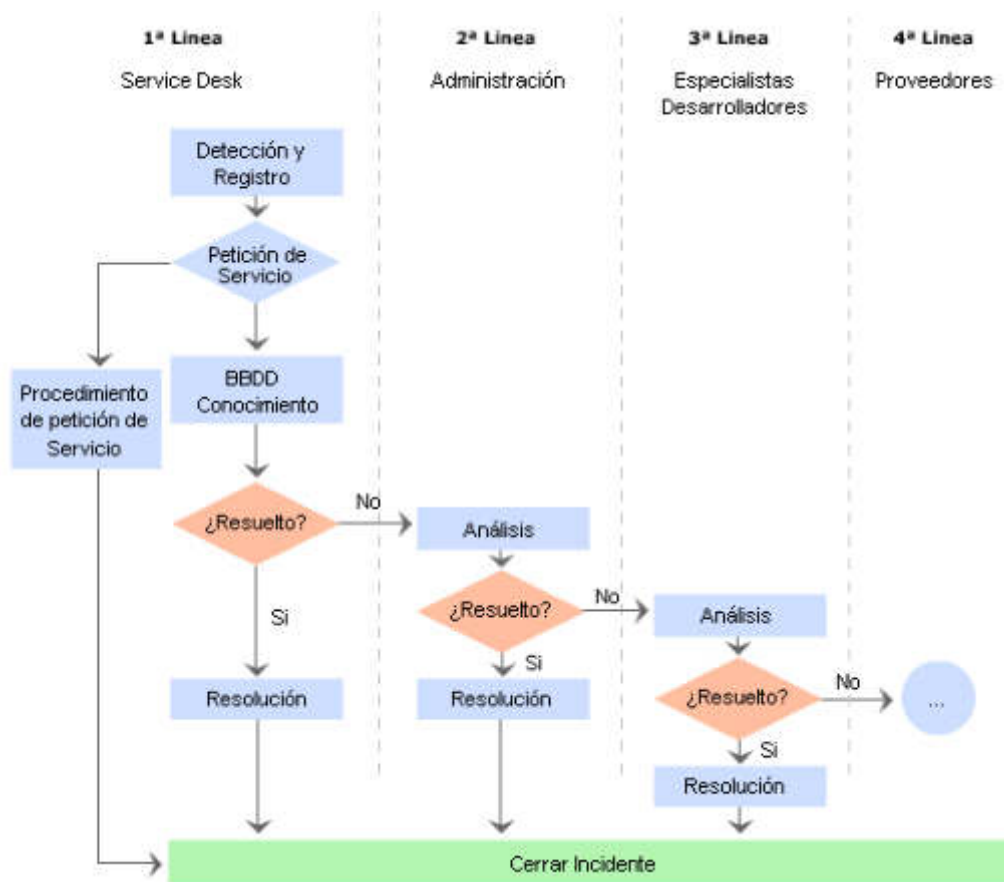 1ª Linea
2ª Linea
3ª Linea
4ª Linea
Service Desk
Administración
Especialistas
Desarrolladores
Proveedores
Detección y
Registro
Petición de
Servicio
Procedimiento
de petición de
Servicio
BBDD
Conocimiento
¿Resuelto?
No
Análisis
Si
¿Resuelto?
No
Análisis
Si
Resolución
Resolución
¿Resuelto?
No
...
Si
Resolución
Cerrar Incidente